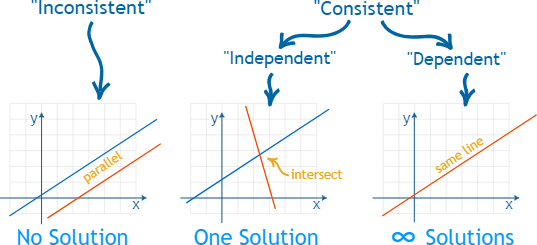 "Inconsistent"
"Consistent"
"Independent"
"Dependent"
y
parallel
x
y
intersect
x
y
same line
x
No Solution
One Solution
∞ Solutions